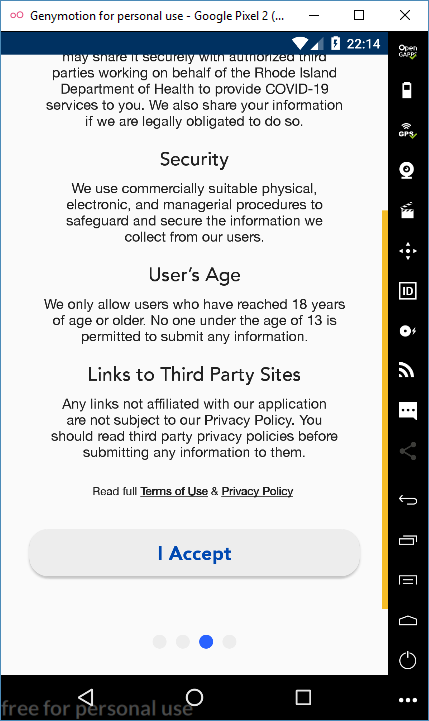 Genymotion for personal use - Google Pixel 2 (...
22:14
may share it securely with authorized third
parties working on behalf of the Rhode Island
Department of Health to provide COVID-19
services to you. We also share your information
if we are legally obligated to do so.
Security
We use commercially suitable physical,
electronic, and managerial procedures to
safeguard and secure the information we
collect from our users.
User's Age
We only allow users who have reached 18 years
of age or older. No one under the age of 13 is
permitted to submit any information.
Links to Third Party Sites
Any links not affiliated with our application
are not subject to our Privacy Policy. You
should read third party privacy policies before
submitting any information to them.
Read full Terms of Use & Privacy Policy
I Accept
free for personal use
Open
GAPPS
GPS
ID